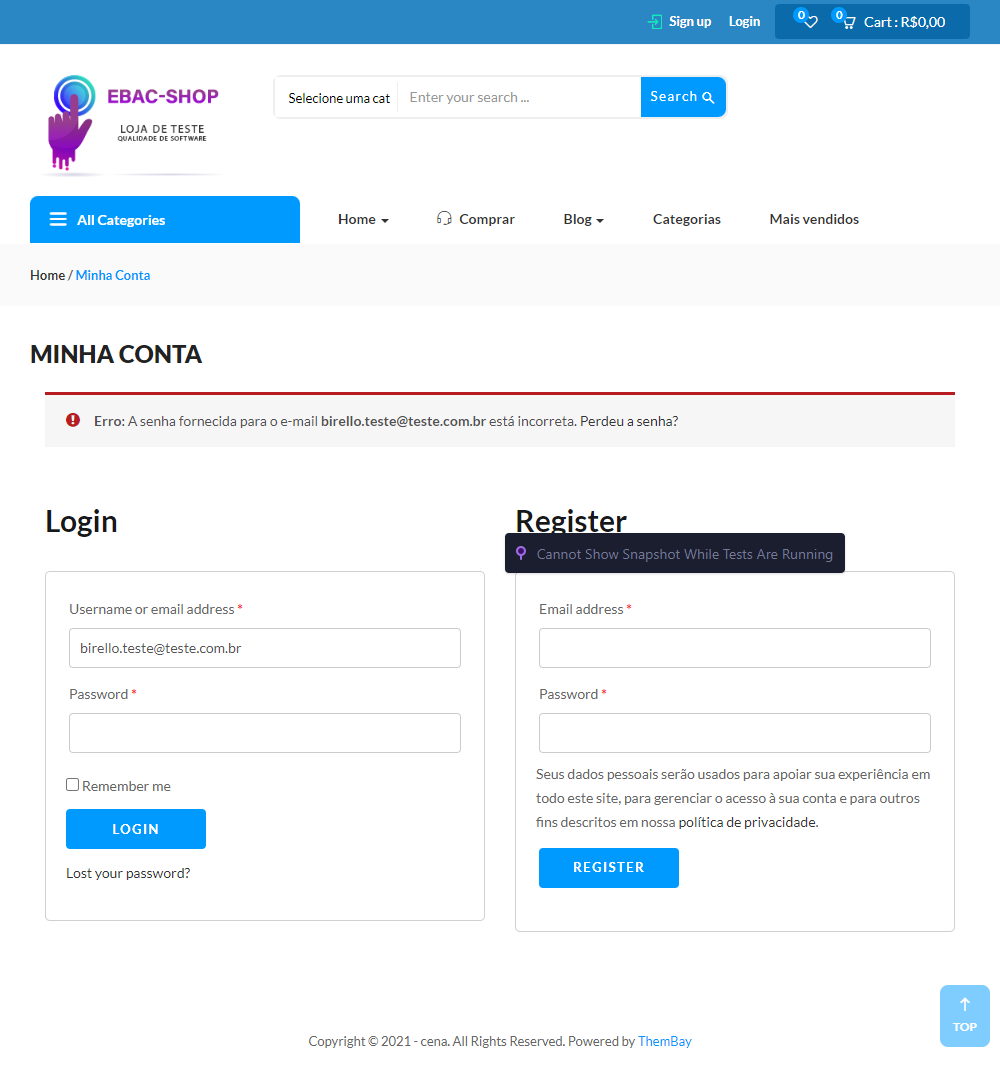 Sign up Login 0 0 Cart : R$0,00
EBAC-SHOP
LOJA DE TESTE
QUALIDADE DE SOFTWARE
Selecione uma cat Enter your search ... Search
All Categories Home Comprar Blog Categorias Mais vendidos
Home / Minha Conta
MINHA CONTA
Erro: A senha fornecida para o e-mail birello.teste@teste.com.br está incorreta. Perdeu a senha?
Login
Username or email address *
birello.teste@teste.com.br
Password *
Remember me
LOGIN
Lost your password?
Register
Cannot Show Snapshot While Tests Are Running
Email address *
Password *
Seus dados pessoais serão usados para apoiar sua experiência em
todo este site, para gerenciar o acesso à sua conta e para outros
fins descritos em nossa política de privacidade.
REGISTER
TOP
Copyright © 2021 - cena. All Rights Reserved. Powered by ThemBay